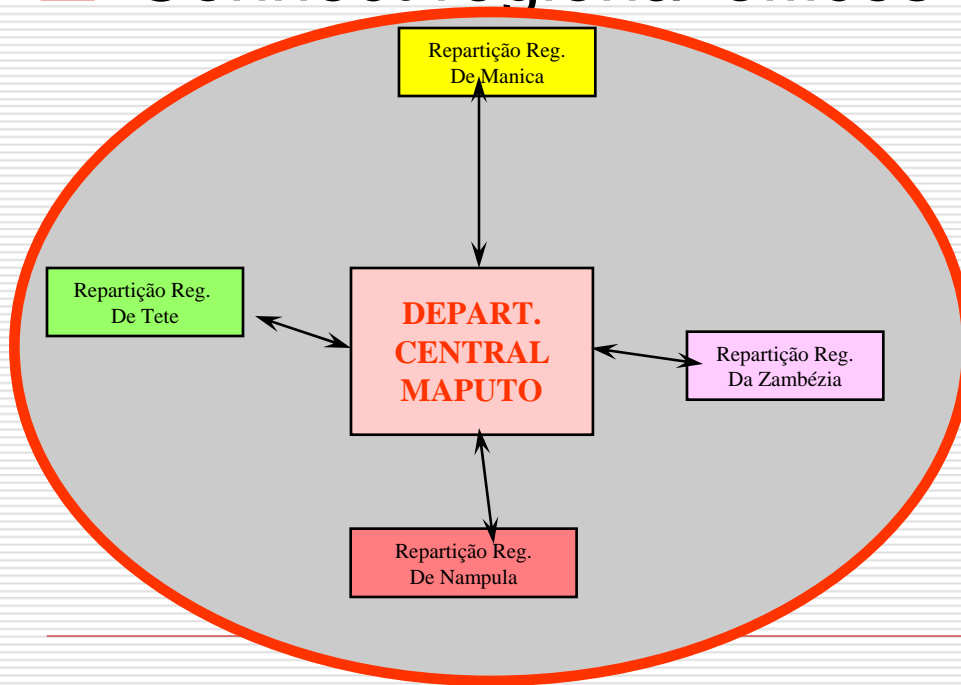 Repartição Reg.
De Manica
Repartição Reg.
De Tete
DEPART.
CENTRAL
MAPUTO
Repartição Reg.
Da Zambézia
Repartição Reg.
De Nampula